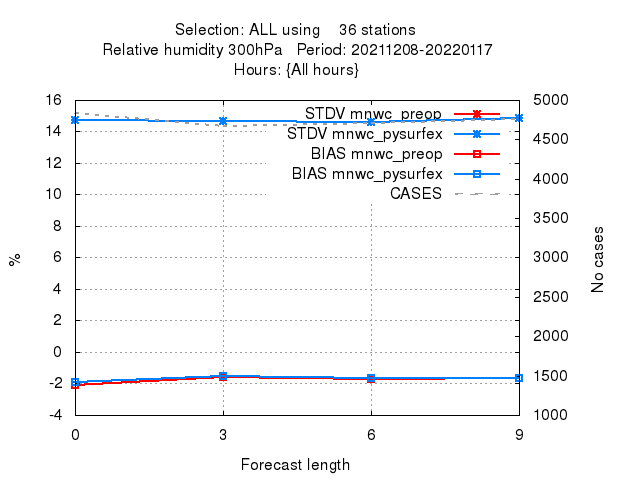 Selection: ALL using 36 stations
Relative humidity 300hPa Period: 20211208-20220117
Hours: {All hours}
16 5000
STDV mnwc_preop
14 4500
STDV mnwc_pysurfex
BIAS mnwc_preop
12 4000
BIAS mnwc_pysurfex
10 3500
CASES
8
6 3000
4 2500
2 2000
0 1500
-2
-4 1000
%
No cases
0 3 6 9
Forecast length